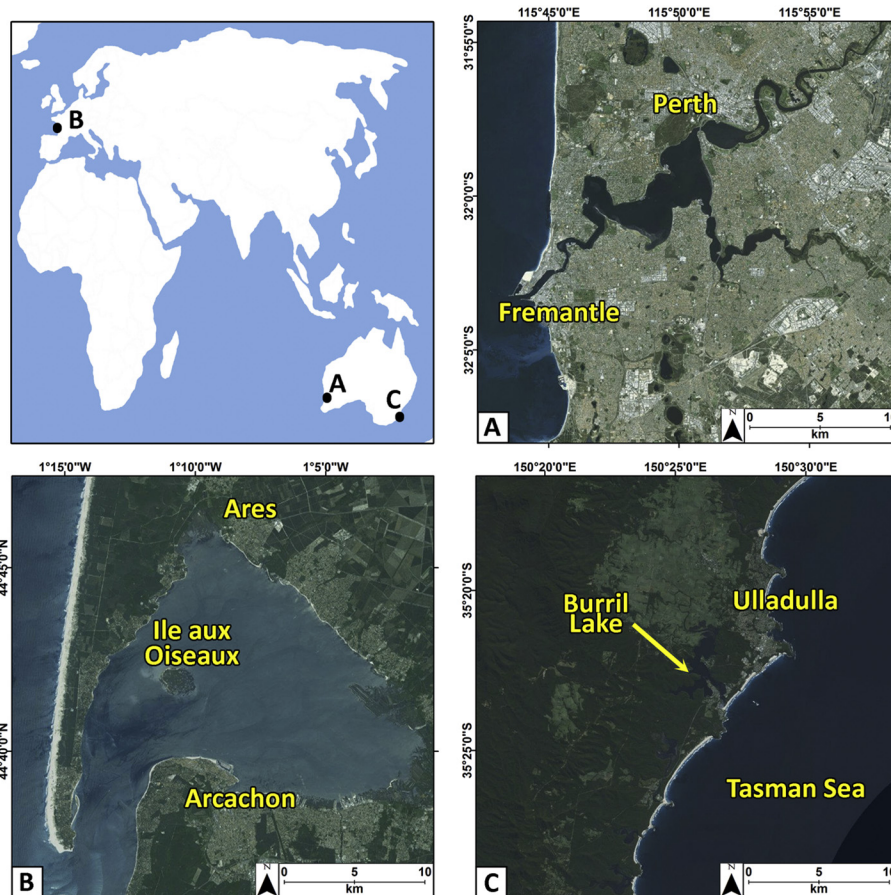 B
A
C
115°45'0"E
115°50'0"E
115°55'0"E
31°55'0"S
32°0'0"S
32°5'0"S
Perth
Fremantle
A
N
0
5
10
km
1°15'0"W
1°10'0"W
1°5'0"W
44°45'0"N
44°40'0"N
Ares
Ile aux
Oiseaux
Arcachon
B
N
0
5
10
km
150°20'0"E
150°25'0"E
150°30'0"E
35°20'0"S
35°25'0"S
Burril
Lake
Ulladulla
Tasman Sea
C
N
0
5
10
km